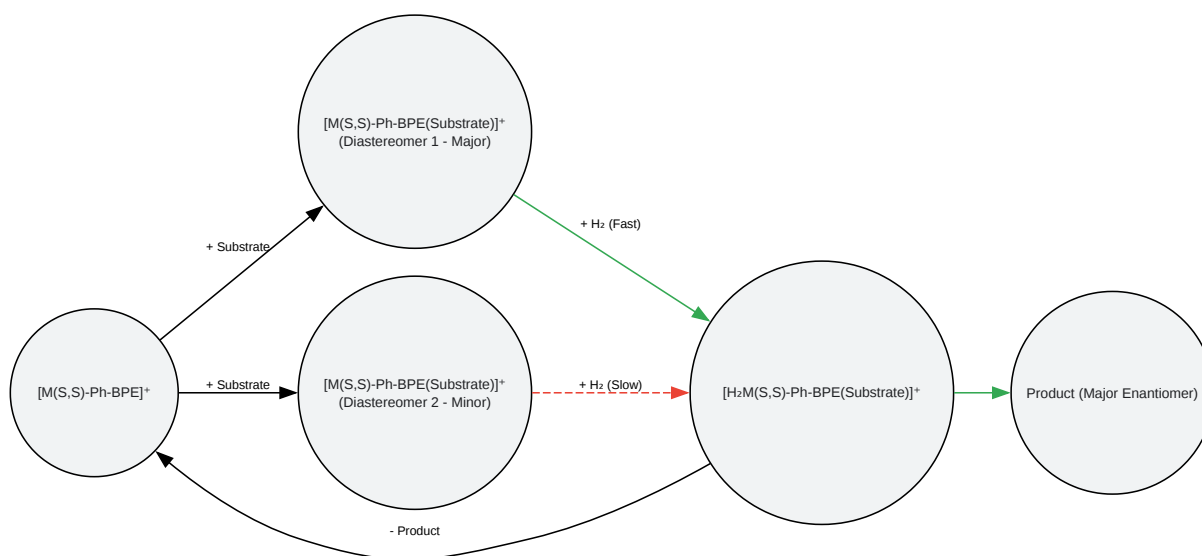 [M(S,S)-Ph-BPE(Substrate)]⁺
(Diastereomer 1 - Major)
+ H₂ (Fast)
+ Substrate
[M(S,S)-Ph-BPE]⁺
+ Substrate
[M(S,S)-Ph-BPE(Substrate)]⁺
(Diastereomer 2 - Minor)
+ H₂ (Slow)
[H₂M(S,S)-Ph-BPE(Substrate)]⁺
Product (Major Enantiomer)
- Product